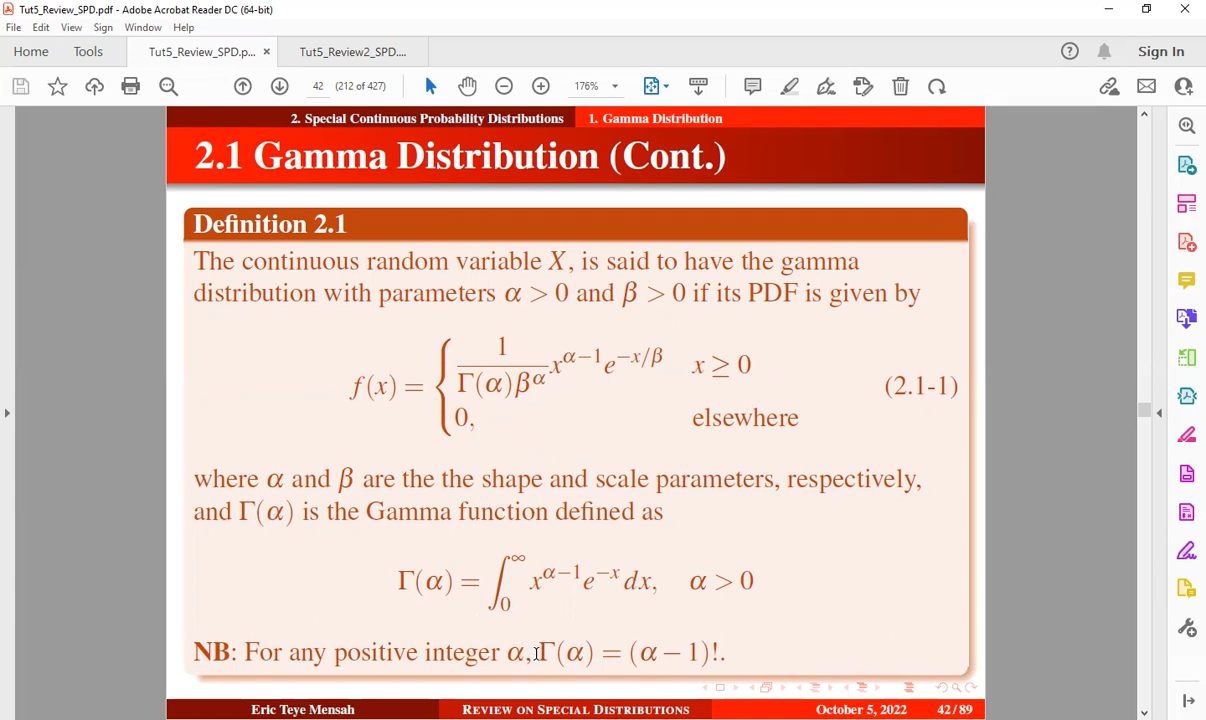 Tut5_Review_SPD.pdf - Adobe Acrobat Reader DC (64-bit)
File Edit View Sign Window Help
Home Tools Tut5_Review_SPD.p... × Tut5_Review2_SPD.... Sign In
42 (212 of 427) 176%
2. Special Continuous Probability Distributions 1. Gamma Distribution
2.1 Gamma Distribution (Cont.)
Definition 2.1
The continuous random variable X, is said to have the gamma
distribution with parameters α > 0 and β > 0 if its PDF is given by
f(x) = { 1/(Γ(α)β^α) x^(α−1) e^(−x/β) x ≥ 0
0, elsewhere (2.1-1)
where α and β are the the shape and scale parameters, respectively,
and Γ(α) is the Gamma function defined as
Γ(α) = ∫_0^∞ x^(α−1) e^(−x) dx, α > 0
NB: For any positive integer α, Γ(α) = (α − 1)!.
Eric Teye Mensah Review on Special Distributions October 5, 2022 42/89